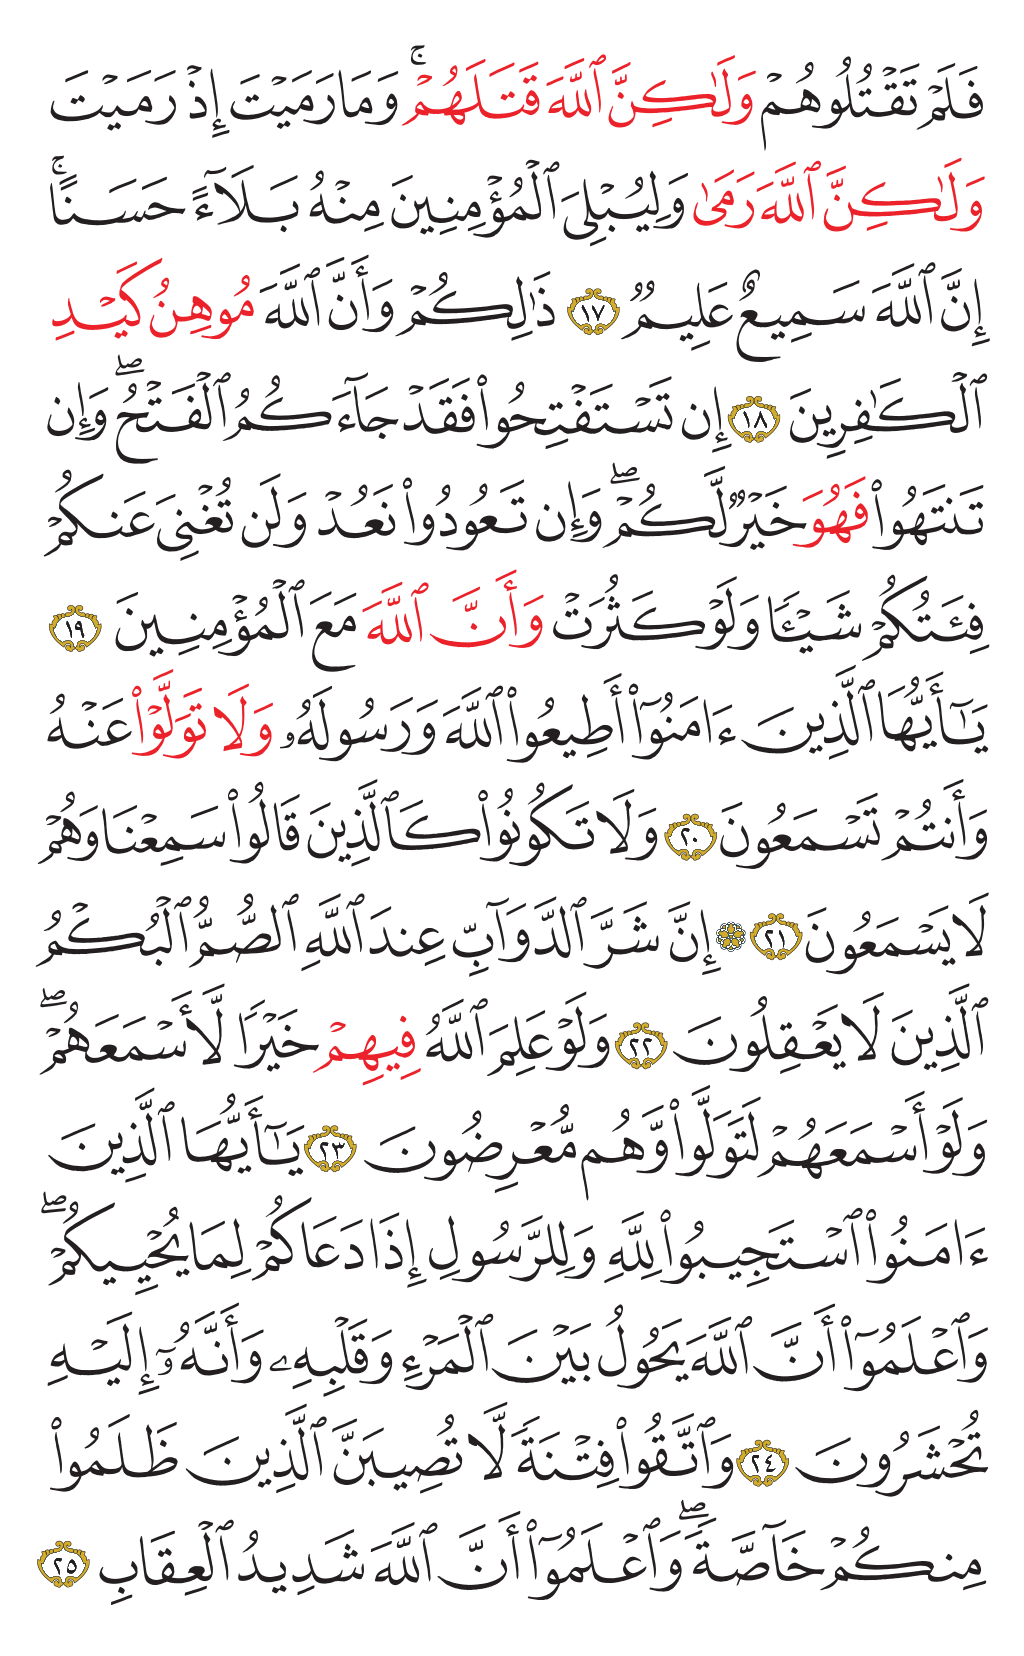 فَلَمۡ تَقۡتُلُوهُمۡ وَلَٰكِنَّ ٱللَّهَ قَتَلَهُمۡۚ وَمَا رَمَيۡتَ إِذۡ رَمَيۡتَ
وَلَٰكِنَّ ٱللَّهَ رَمَىٰ وَلِيُبۡلِيَ ٱلۡمُؤۡمِنِينَ مِنۡهُ بَلَآءً حَسَنًاۚ
إِنَّ ٱللَّهَ سَمِيعٌ عَلِيمٞ ١٧ ذَٰلِكُمۡ وَأَنَّ ٱللَّهَ مُوهِنُ كَيۡدِ
ٱلۡكَٰفِرِينَ ١٨ إِن تَسۡتَفۡتِحُواْ فَقَدۡ جَآءَكُمُ ٱلۡفَتۡحُۖ وَإِن
تَنتَهُواْ فَهُوَ خَيۡرٞ لَّكُمۡۖ وَإِن تَعُودُواْ نَعُدۡ وَلَن تُغۡنِيَ عَنكُمۡ
فِئَتُكُمۡ شَيۡـٔٗا وَلَوۡ كَثُرَتۡ وَأَنَّ ٱللَّهَ مَعَ ٱلۡمُؤۡمِنِينَ ١٩
يَٰٓأَيُّهَا ٱلَّذِينَ ءَامَنُوٓاْ أَطِيعُواْ ٱللَّهَ وَرَسُولَهُۥ وَلَا تَوَلَّوۡاْ عَنۡهُ
وَأَنتُمۡ تَسۡمَعُونَ ٢٠ وَلَا تَكُونُواْ كَٱلَّذِينَ قَالُواْ سَمِعۡنَا وَهُمۡ
لَا يَسۡمَعُونَ ٢١ ۞ إِنَّ شَرَّ ٱلدَّوَآبِّ عِندَ ٱللَّهِ ٱلصُّمُّ ٱلۡبُكۡمُ
ٱلَّذِينَ لَا يَعۡقِلُونَ ٢٢ وَلَوۡ عَلِمَ ٱللَّهُ فِيهِمۡ خَيۡرٗا لَّأَسۡمَعَهُمۡۖ
وَلَوۡ أَسۡمَعَهُمۡ لَتَوَلَّواْ وَّهُم مُّعۡرِضُونَ ٢٣ يَٰٓأَيُّهَا ٱلَّذِينَ
ءَامَنُواْ ٱسۡتَجِيبُواْ لِلَّهِ وَلِلرَّسُولِ إِذَا دَعَاكُمۡ لِمَا يُحۡيِيكُمۡۖ
وَٱعۡلَمُوٓاْ أَنَّ ٱللَّهَ يَحُولُ بَيۡنَ ٱلۡمَرۡءِ وَقَلۡبِهِۦ وَأَنَّهُۥٓ إِلَيۡهِ
تُحۡشَرُونَ ٢٤ وَٱتَّقُواْ فِتۡنَةٗ لَّا تُصِيبَنَّ ٱلَّذِينَ ظَلَمُواْ
مِنكُمۡ خَآصَّةٗۖ وَٱعۡلَمُوٓاْ أَنَّ ٱللَّهَ شَدِيدُ ٱلۡعِقَابِ ٢٥